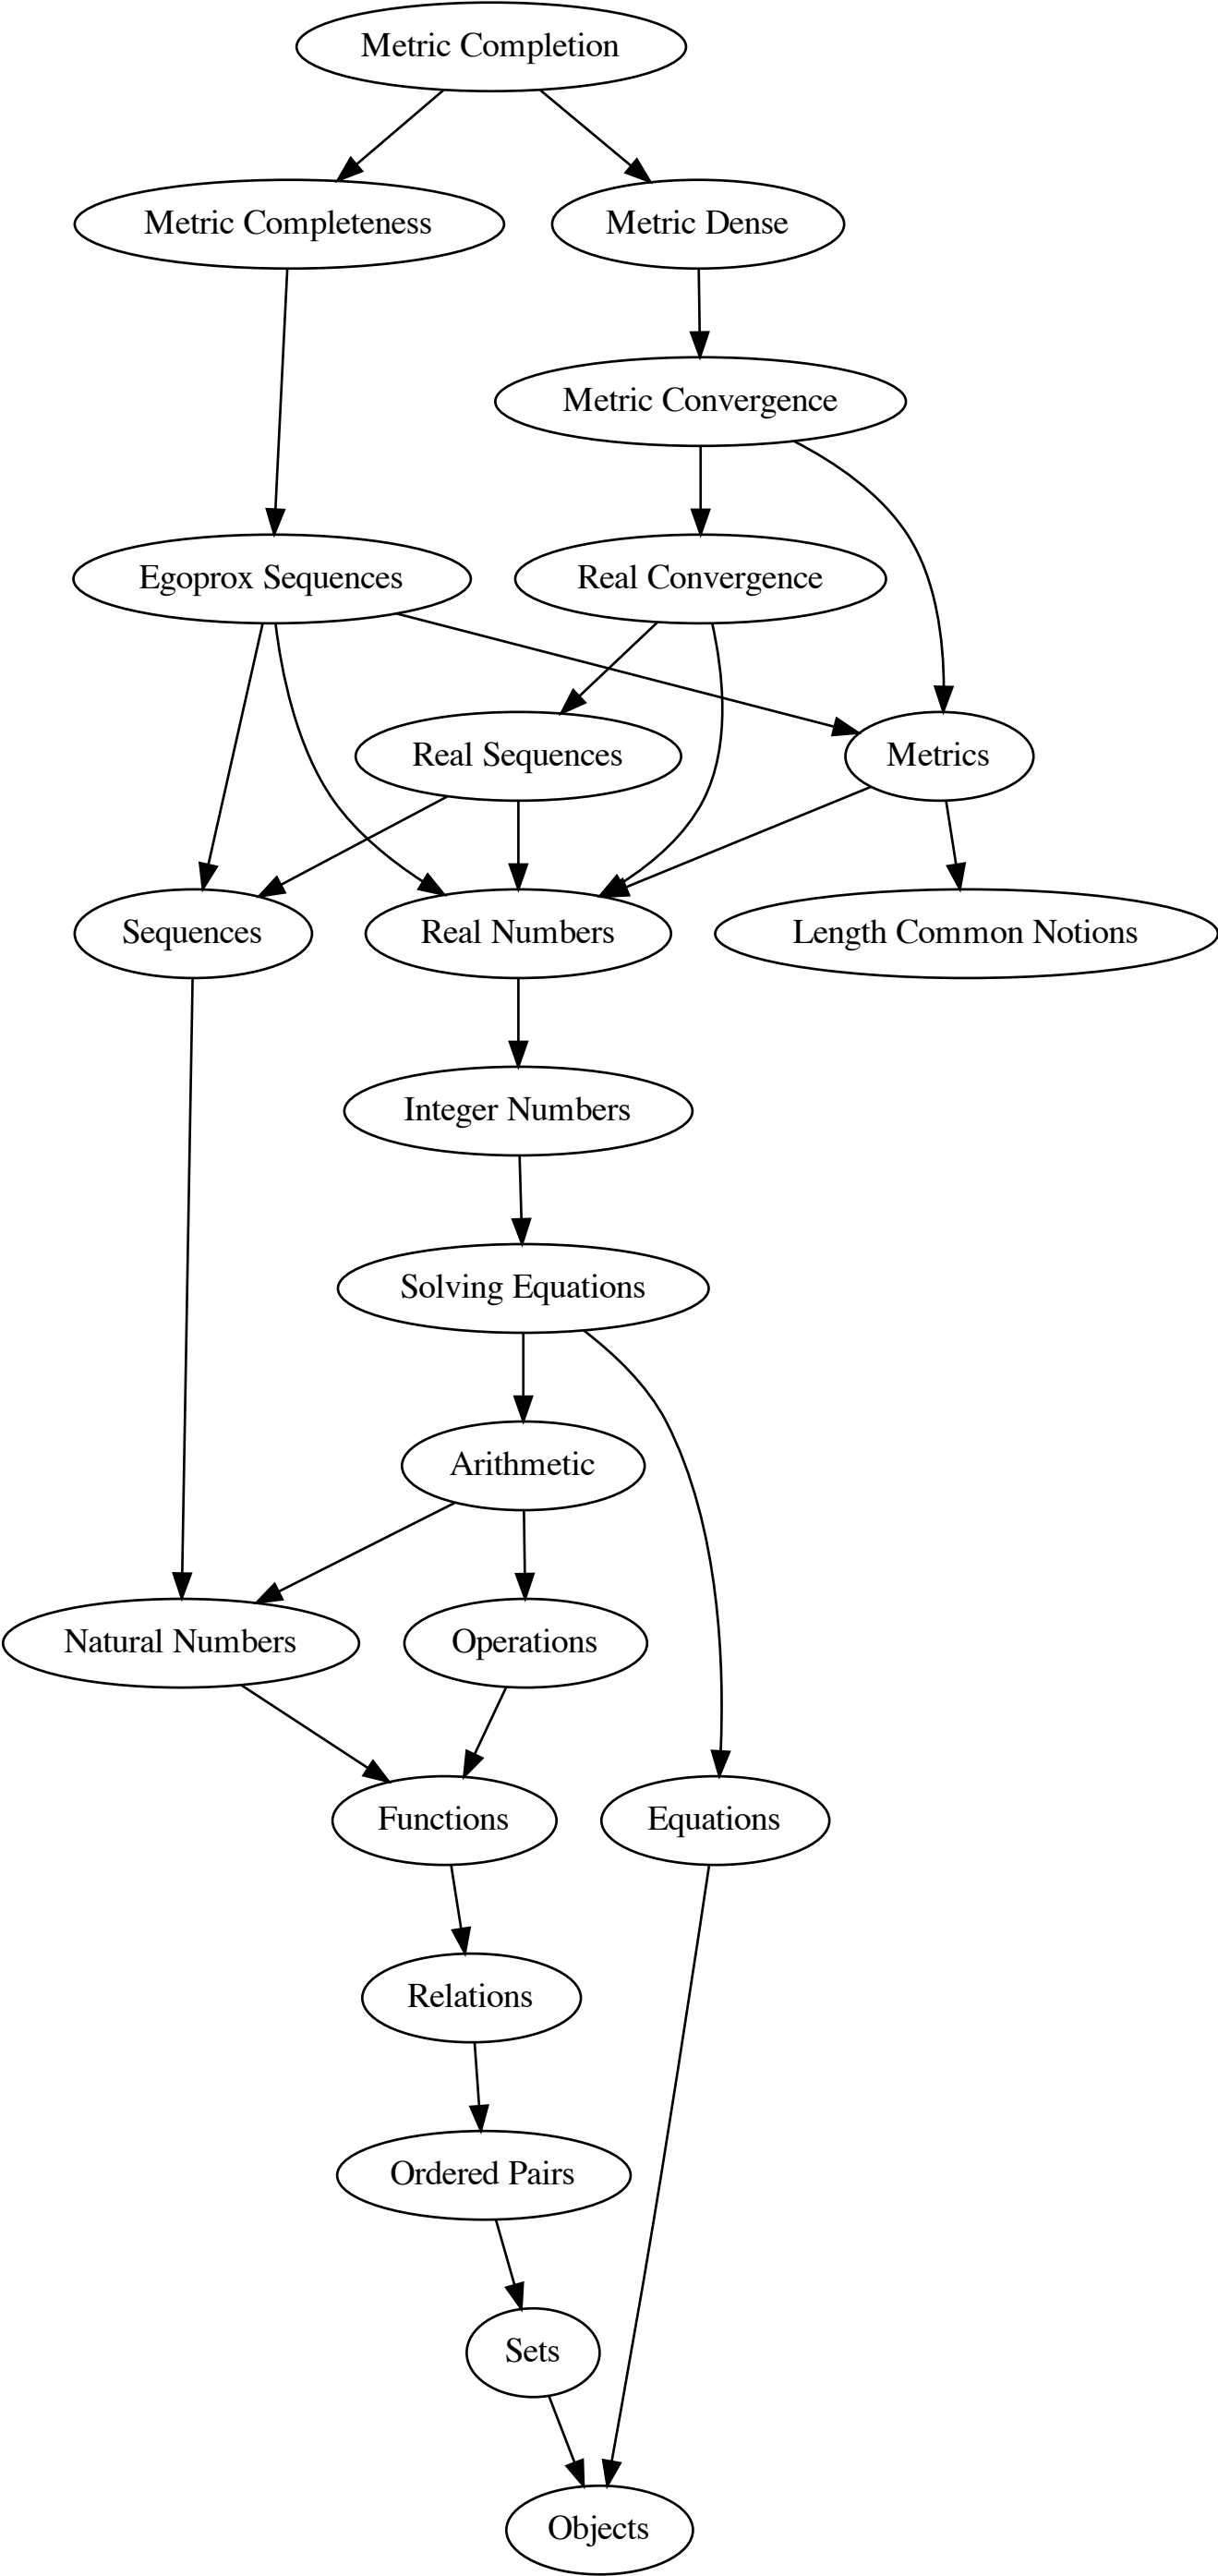 Metric Completion
Metric Completeness
Metric Dense
Metric Convergence
Egoprox Sequences
Real Convergence
Real Sequences
Metrics
Sequences
Real Numbers
Length Common Notions
Integer Numbers
Solving Equations
Arithmetic
Natural Numbers
Operations
Functions
Equations
Relations
Ordered Pairs
Sets
Objects